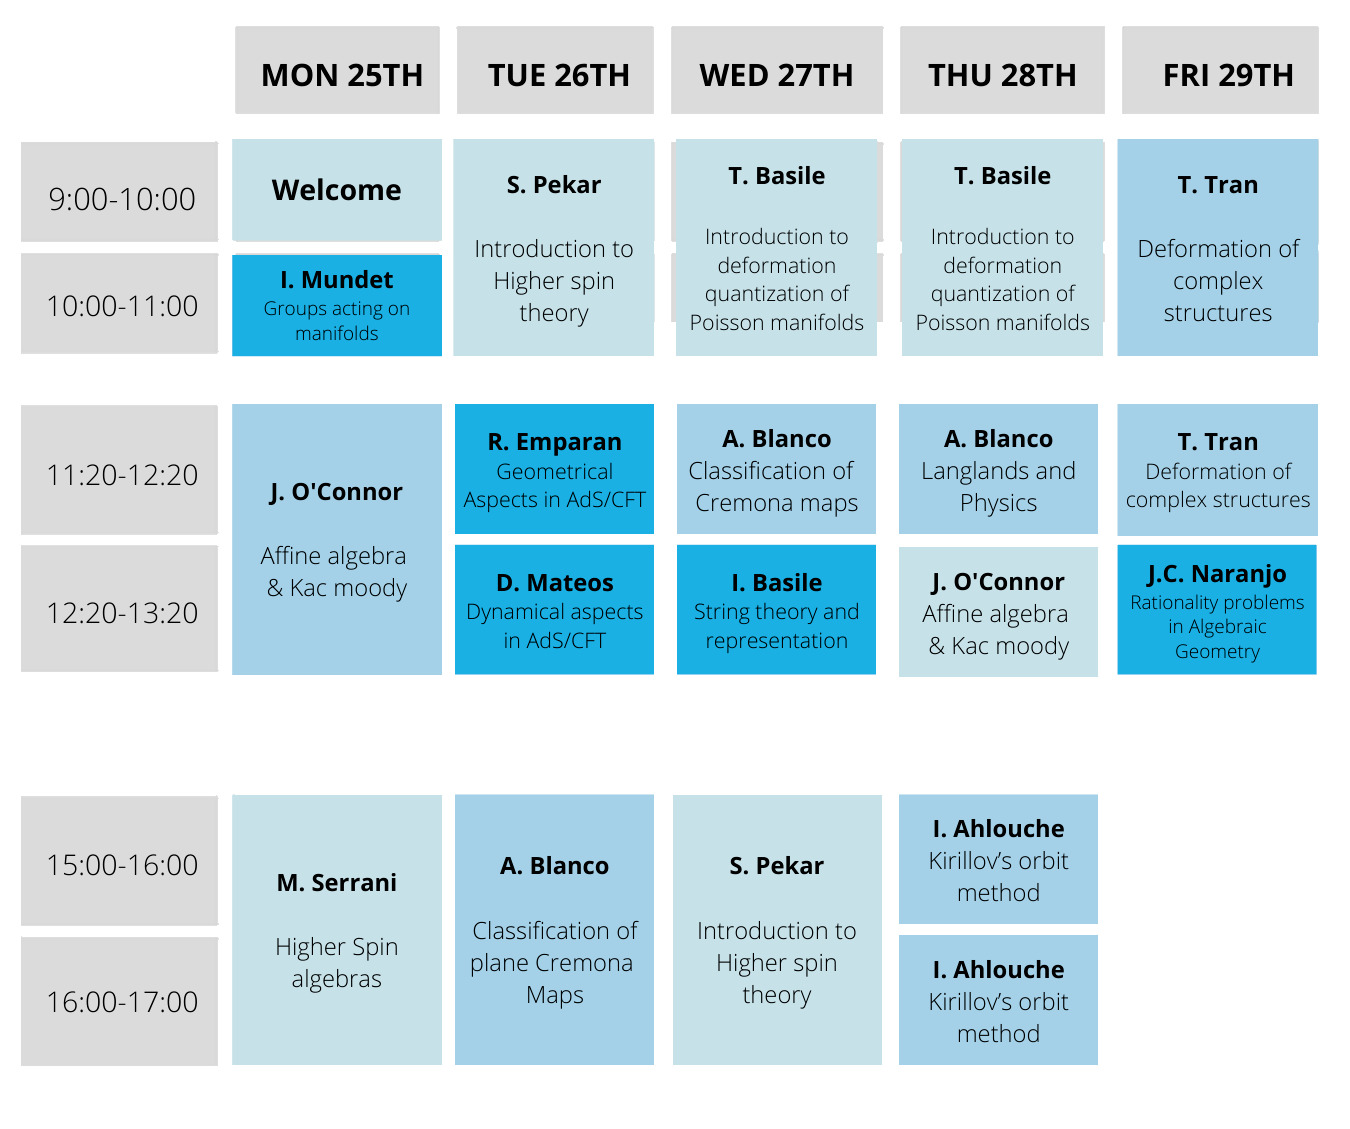 MON 25TH
TUE 26TH
WED 27TH
THU 28TH
FRI 29TH
9:00-10:00
Welcome
S. Pekar
Introduction to
Higher spin
theory
T. Basile
Introduction to
deformation
quantization of
Poisson manifolds
T. Basile
Introduction to
deformation
quantization of
Poisson manifolds
T. Tran
Deformation of
complex
structures
10:00-11:00
I. Mundet
Groups acting on
manifolds
11:20-12:20
J. O'Connor
Affine algebra
& Kac moody
R. Emparan
Geometrical
Aspects in AdS/CFT
A. Blanco
Classification of
Cremona maps
A. Blanco
Langlands and
Physics
T. Tran
Deformation of
complex structures
12:20-13:20
D. Mateos
Dynamical aspects
in AdS/CFT
I. Basile
String theory and
representation
J. O'Connor
Affine algebra
& Kac moody
J.C. Naranjo
Rationality problems
in Algebraic
Geometry
15:00-16:00
M. Serrani
Higher Spin
algebras
A. Blanco
Classification of
plane Cremona
Maps
S. Pekar
Introduction to
Higher spin
theory
I. Ahlouche
Kirillov’s orbit
method
16:00-17:00
I. Ahlouche
Kirillov’s orbit
method